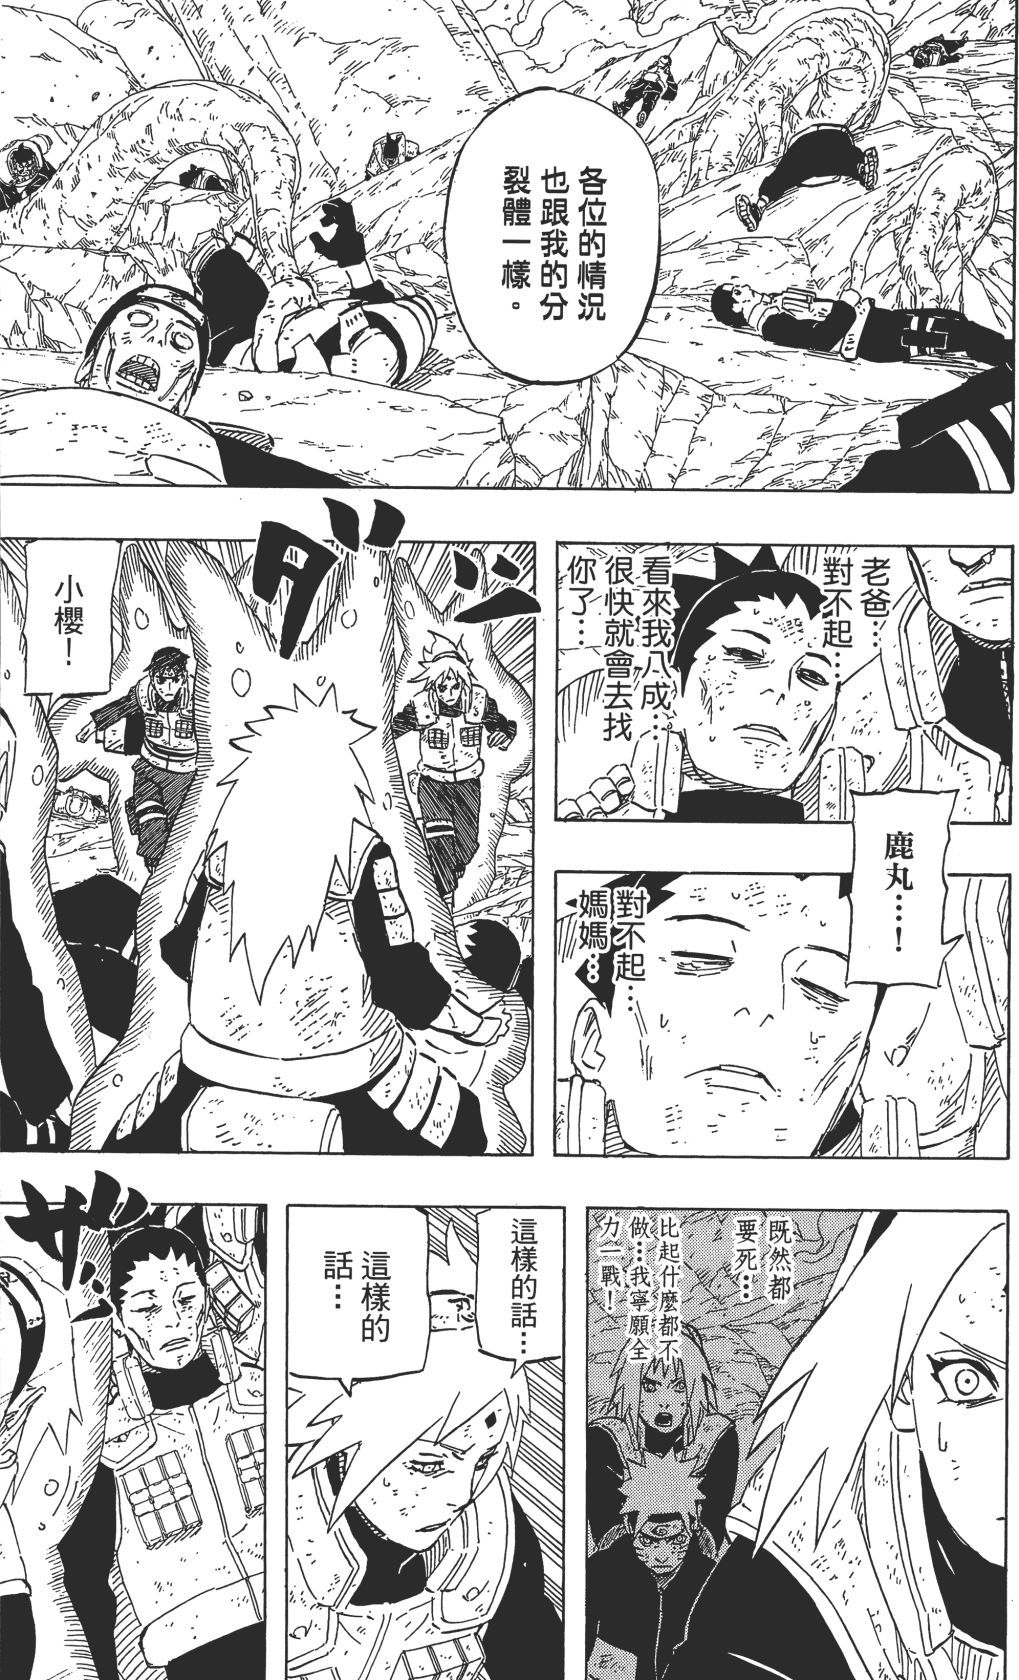 各位的情況
也跟我的分
裂體一樣。
老爸…
對不起…
看來我八成…
很快就會去找
你了…
鹿丸…！
對不起…
媽媽…
ダッ
小櫻！
既然都
要死…
比起什麼都不
做…我寧願全
力一戰！
這樣的話…
這樣的
話…
ザッ